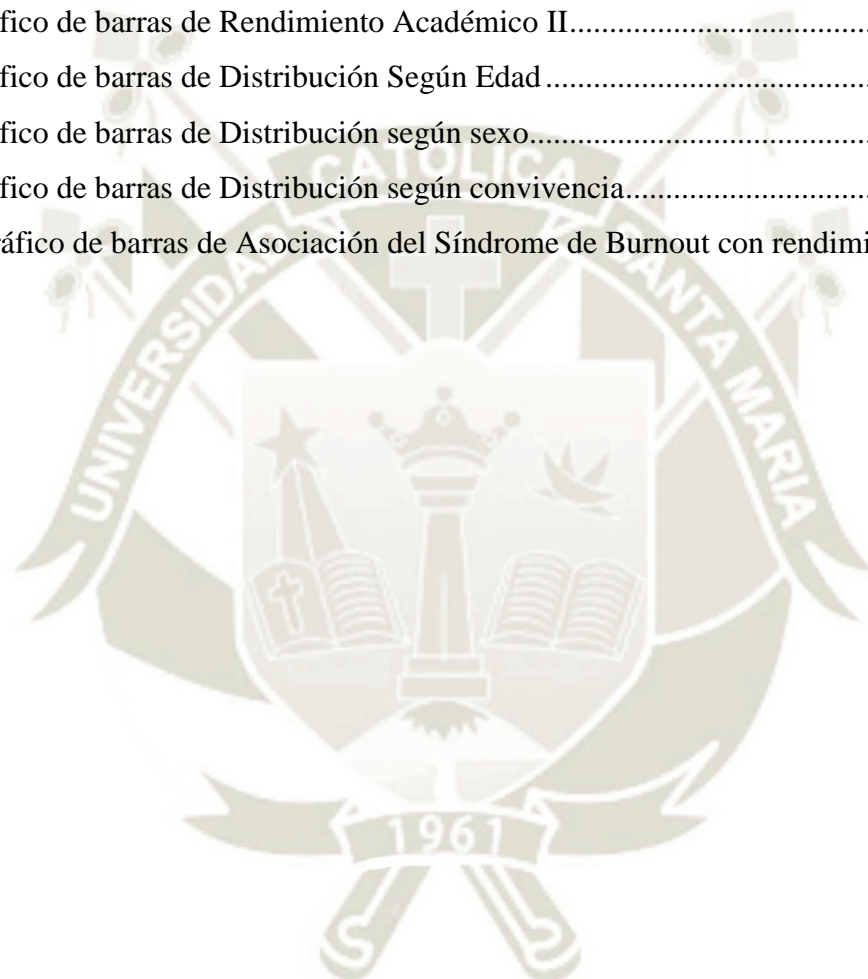 fico de barras de Rendimiento Académico II........................................
fico de barras de Distribución Según Edad...........................................
fico de barras de Distribución según sexo.............................................
fico de barras de Distribución según convivencia.................................
áfico de barras de Asociación del Síndrome de Burnout con rendimi
UNIVERSIDAD CATOLICA SANTA MARIA
1961